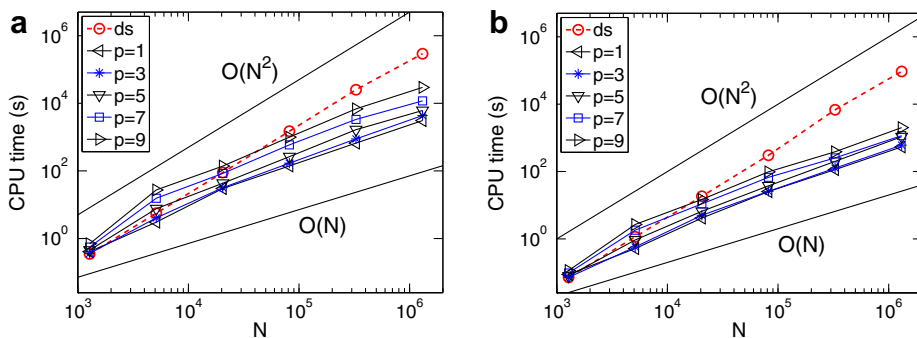 a
CPU time (s)
10^6
10^4
10^2
10^0
ds
p=1
p=3
p=5
p=7
p=9
O(N^2)
O(N)
10^3
10^4
10^5
10^6
N
b
CPU time (s)
10^6
10^4
10^2
10^0
ds
p=1
p=3
p=5
p=7
p=9
O(N^2)
O(N)
10^3
10^4
10^5
10^6
N